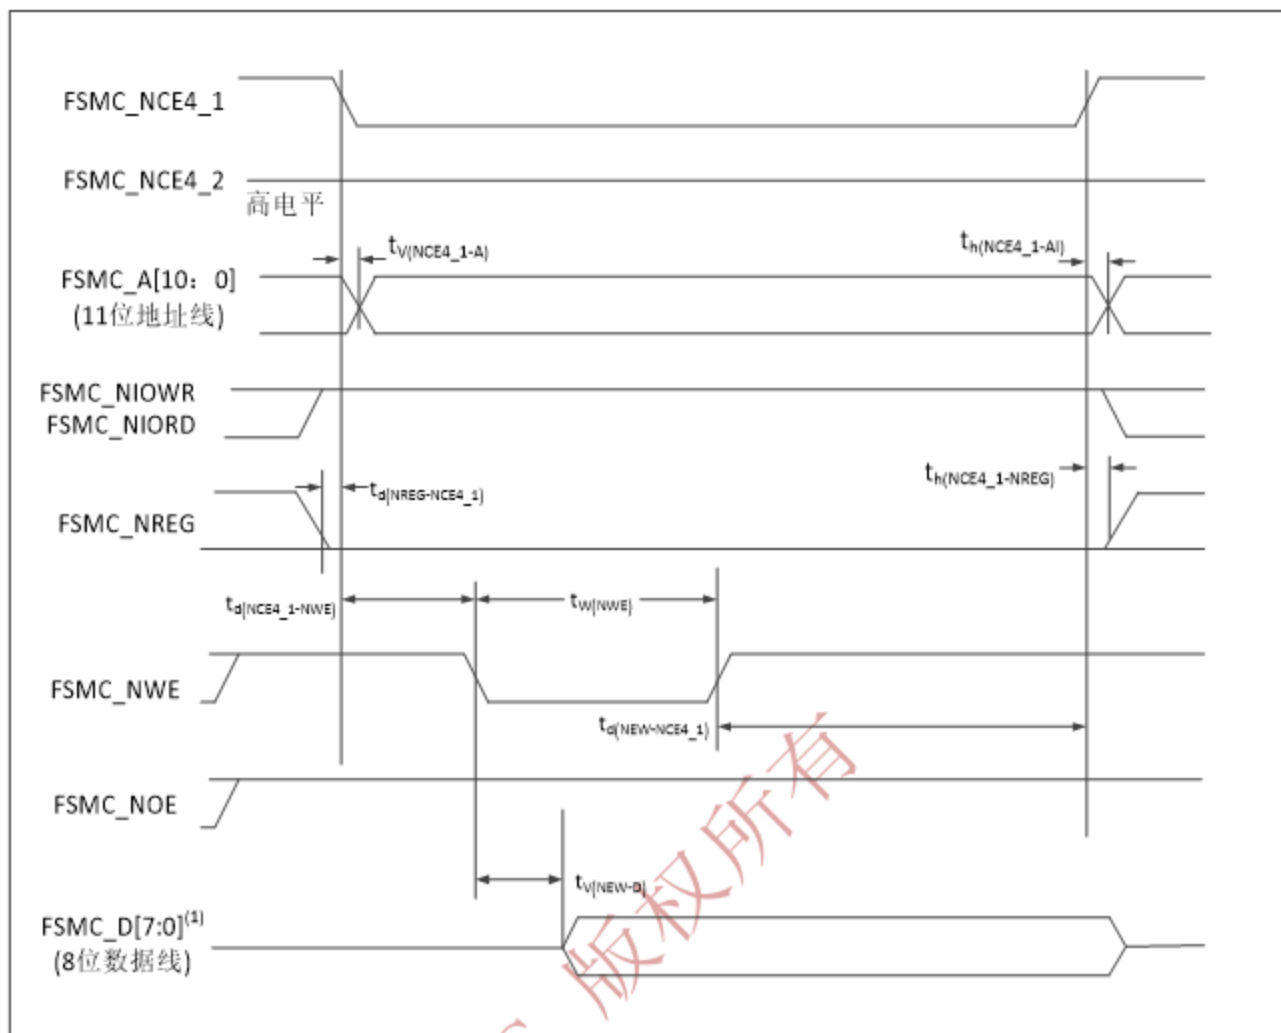 FSMC_NCE4_1
FSMC_NCE4_2
高电平
tV(NCE4_1-A)
th(NCE4_1-AI)
FSMC_A[10：0]
(11位地址线)
FSMC_NIOWR
FSMC_NIORD
td(NREG-NCE4_1)
th(NCE4_1-NREG)
FSMC_NREG
td(NCE4_1-NWE)
tW(NWE)
FSMC_NWE
td(NEW-NCE4_1)
FSMC_NOE
tV(NEW-D)
FSMC_D[7:0](1)
(8位数据线)
版权所有